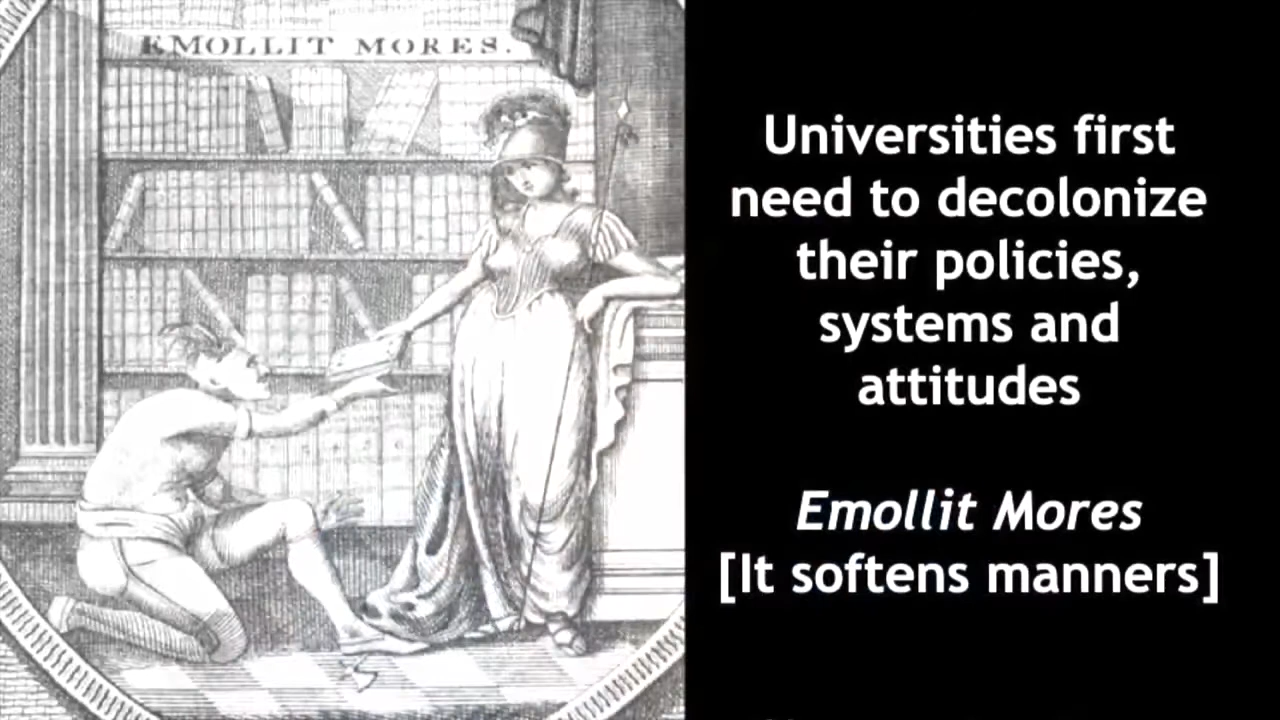 EMOLLIT MORES.
Universities first
need to decolonize
their policies,
systems and
attitudes
Emollit Mores
[It softens manners]